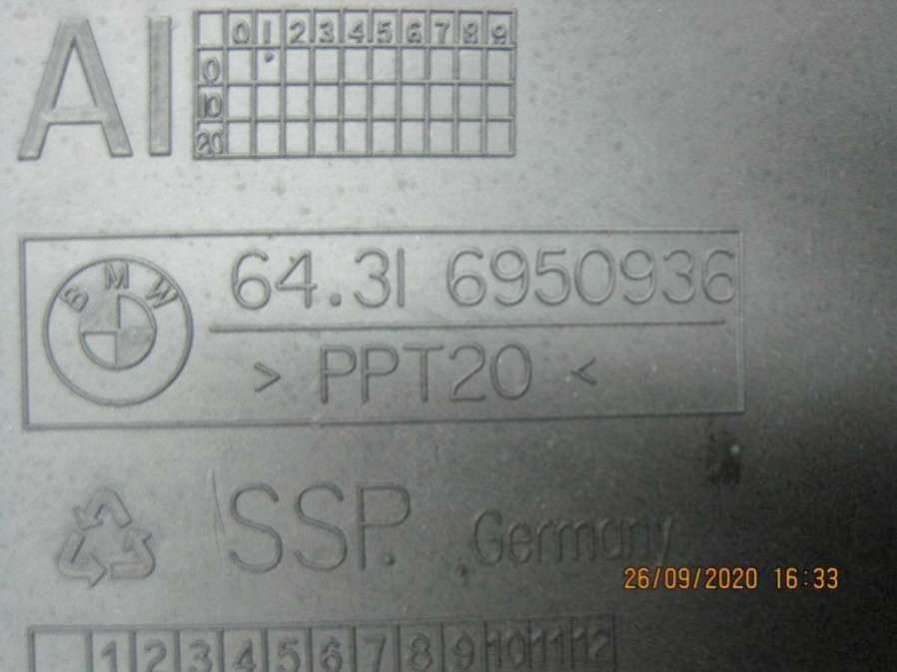 AI
0 1 2 3 4 5 6 7 8 9
0
10
20
BMW
64.31 6950936
> PPT20 <
SSP. Germany
26/09/2020 16:33
1 2 3 4 5 6 7 8 9 10 11 12